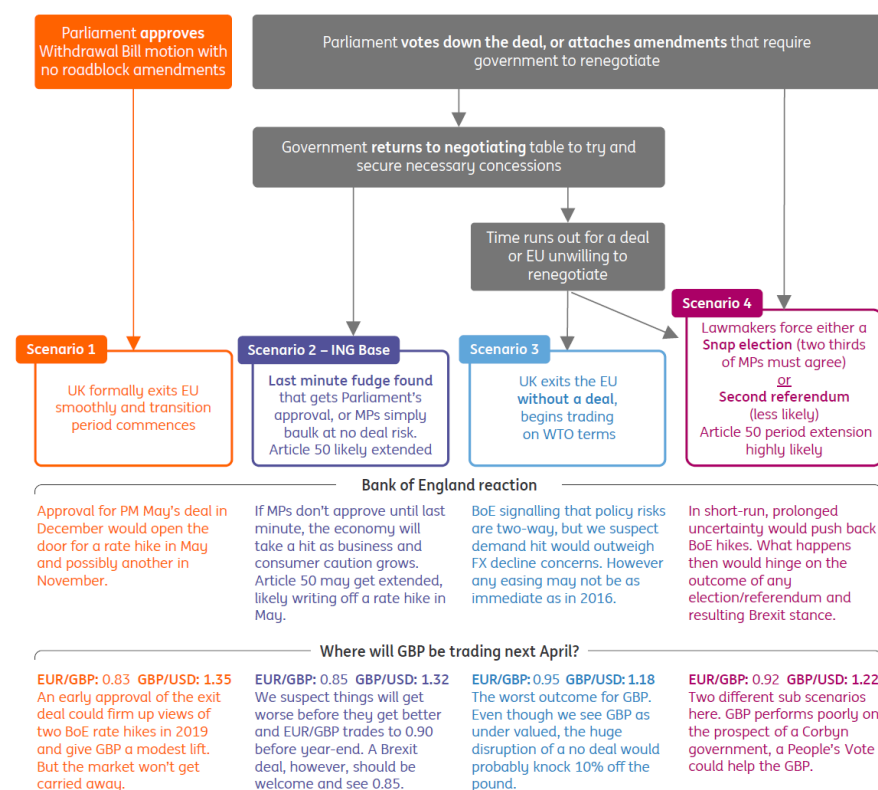 Parliament approves
Withdrawal Bill motion with
no roadblock amendments
Parliament votes down the deal, or attaches amendments that require
government to renegotiate
Government returns to negotiating table to try and
secure necessary concessions
Time runs out for a deal
or EU unwilling to
renegotiate
Scenario 1
UK formally exits EU
smoothly and transition
period commences
Scenario 2 – ING Base
Last minute fudge found
that gets Parliament's
approval, or MPs simply
baulk at no deal risk.
Article 50 likely extended
Scenario 3
UK exits the EU
without a deal,
begins trading
on WTO terms
Scenario 4
Lawmakers force either a
Snap election (two thirds
of MPs must agree)
or
Second referendum
(less likely)
Article 50 period extension
highly likely
Bank of England reaction
Approval for PM May's deal in
December would open the
door for a rate hike in May
and possibly another in
November.
If MPs don't approve until last
minute, the economy will
take a hit as business and
consumer caution grows.
Article 50 may get extended,
likely writing off a rate hike in
May.
BoE signalling that policy risks
are two-way, but we suspect
demand hit would outweigh
FX decline concerns. However
any easing may not be as
immediate as in 2016.
In short-run, prolonged
uncertainty would push back
BoE hikes. What happens
then would hinge on the
outcome of any
election/referendum and
resulting Brexit stance.
Where will GBP be trading next April?
EUR/GBP: 0.83 GBP/USD: 1.35
An early approval of the exit
deal could firm up views of
two BoE rate hikes in 2019
and give GBP a modest lift.
But the market won't get
carried away.
EUR/GBP: 0.85 GBP/USD: 1.32
We suspect things will get
worse before they get better
and EUR/GBP trades to 0.90
before year-end. A Brexit
deal, however, should be
welcome and see 0.85.
EUR/GBP: 0.95 GBP/USD: 1.18
The worst outcome for GBP.
Even though we see GBP as
under valued, the huge
disruption of a no deal would
probably knock 10% off the
pound.
EUR/GBP: 0.92 GBP/USD: 1.22
Two different sub scenarios
here. GBP performs poorly on
the prospect of a Corbyn
government, a People's Vote
could help the GBP.